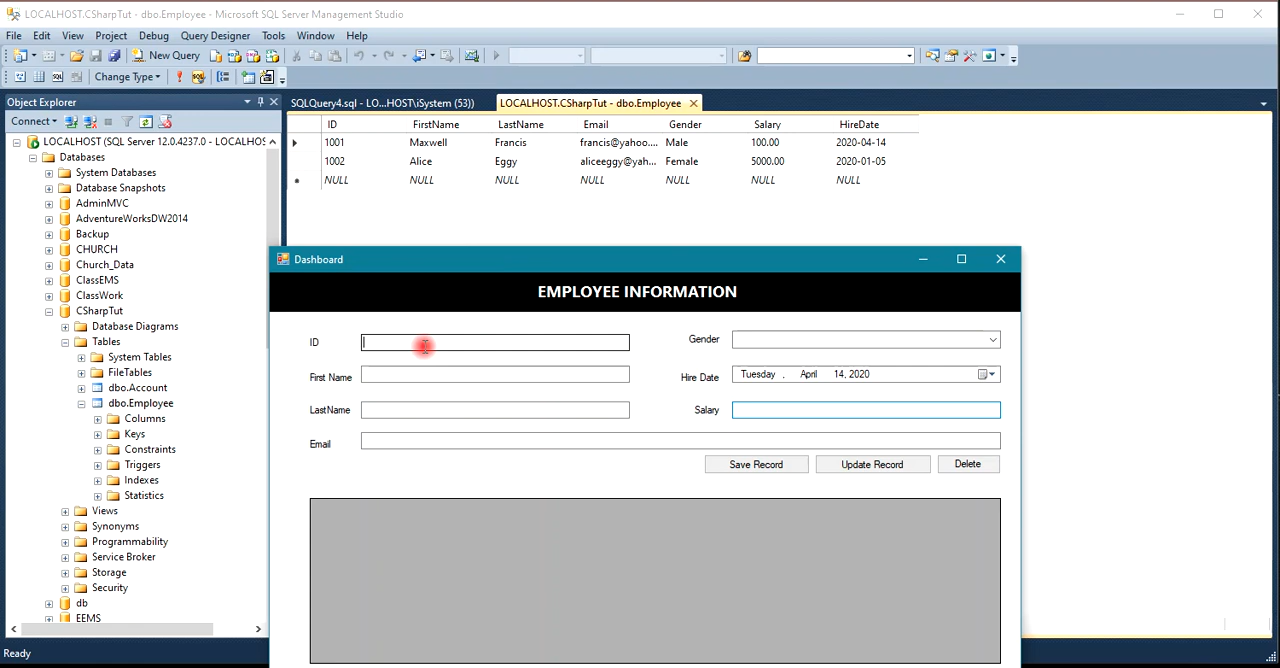 LOCALHOST.CSharpTut - dbo.Employee - Microsoft SQL Server Management Studio
File Edit View Project Debug Query Designer Tools Window Help
New Query
Change Type
Object Explorer
Connect
LOCALHOST (SQL Server 12.0.4237.0 - LOCALHOS
Databases
System Databases
Database Snapshots
AdminMVC
AdventureWorksDW2014
Backup
CHURCH
Church_Data
ClassEMS
ClassWork
CSharpTut
Database Diagrams
Tables
System Tables
FileTables
dbo.Account
dbo.Employee
Columns
Keys
Constraints
Triggers
Indexes
Statistics
Views
Synonyms
Programmability
Service Broker
Storage
Security
db
EEMS
SQLQuery4.sql - LO...HOST\iSystem (53)) LOCALHOST.CSharpTut - dbo.Employee
ID FirstName LastName Email Gender Salary HireDate
1001 Maxwell Francis francis@yahoo.... Male 100.00 2020-04-14
1002 Alice Eggy aliceeggy@yah... Female 5000.00 2020-01-05
NULL NULL NULL NULL NULL NULL NULL
Dashboard
EMPLOYEE INFORMATION
ID Gender
First Name Hire Date Tuesday , April 14, 2020
LastName Salary
Email
Save Record Update Record Delete
Ready